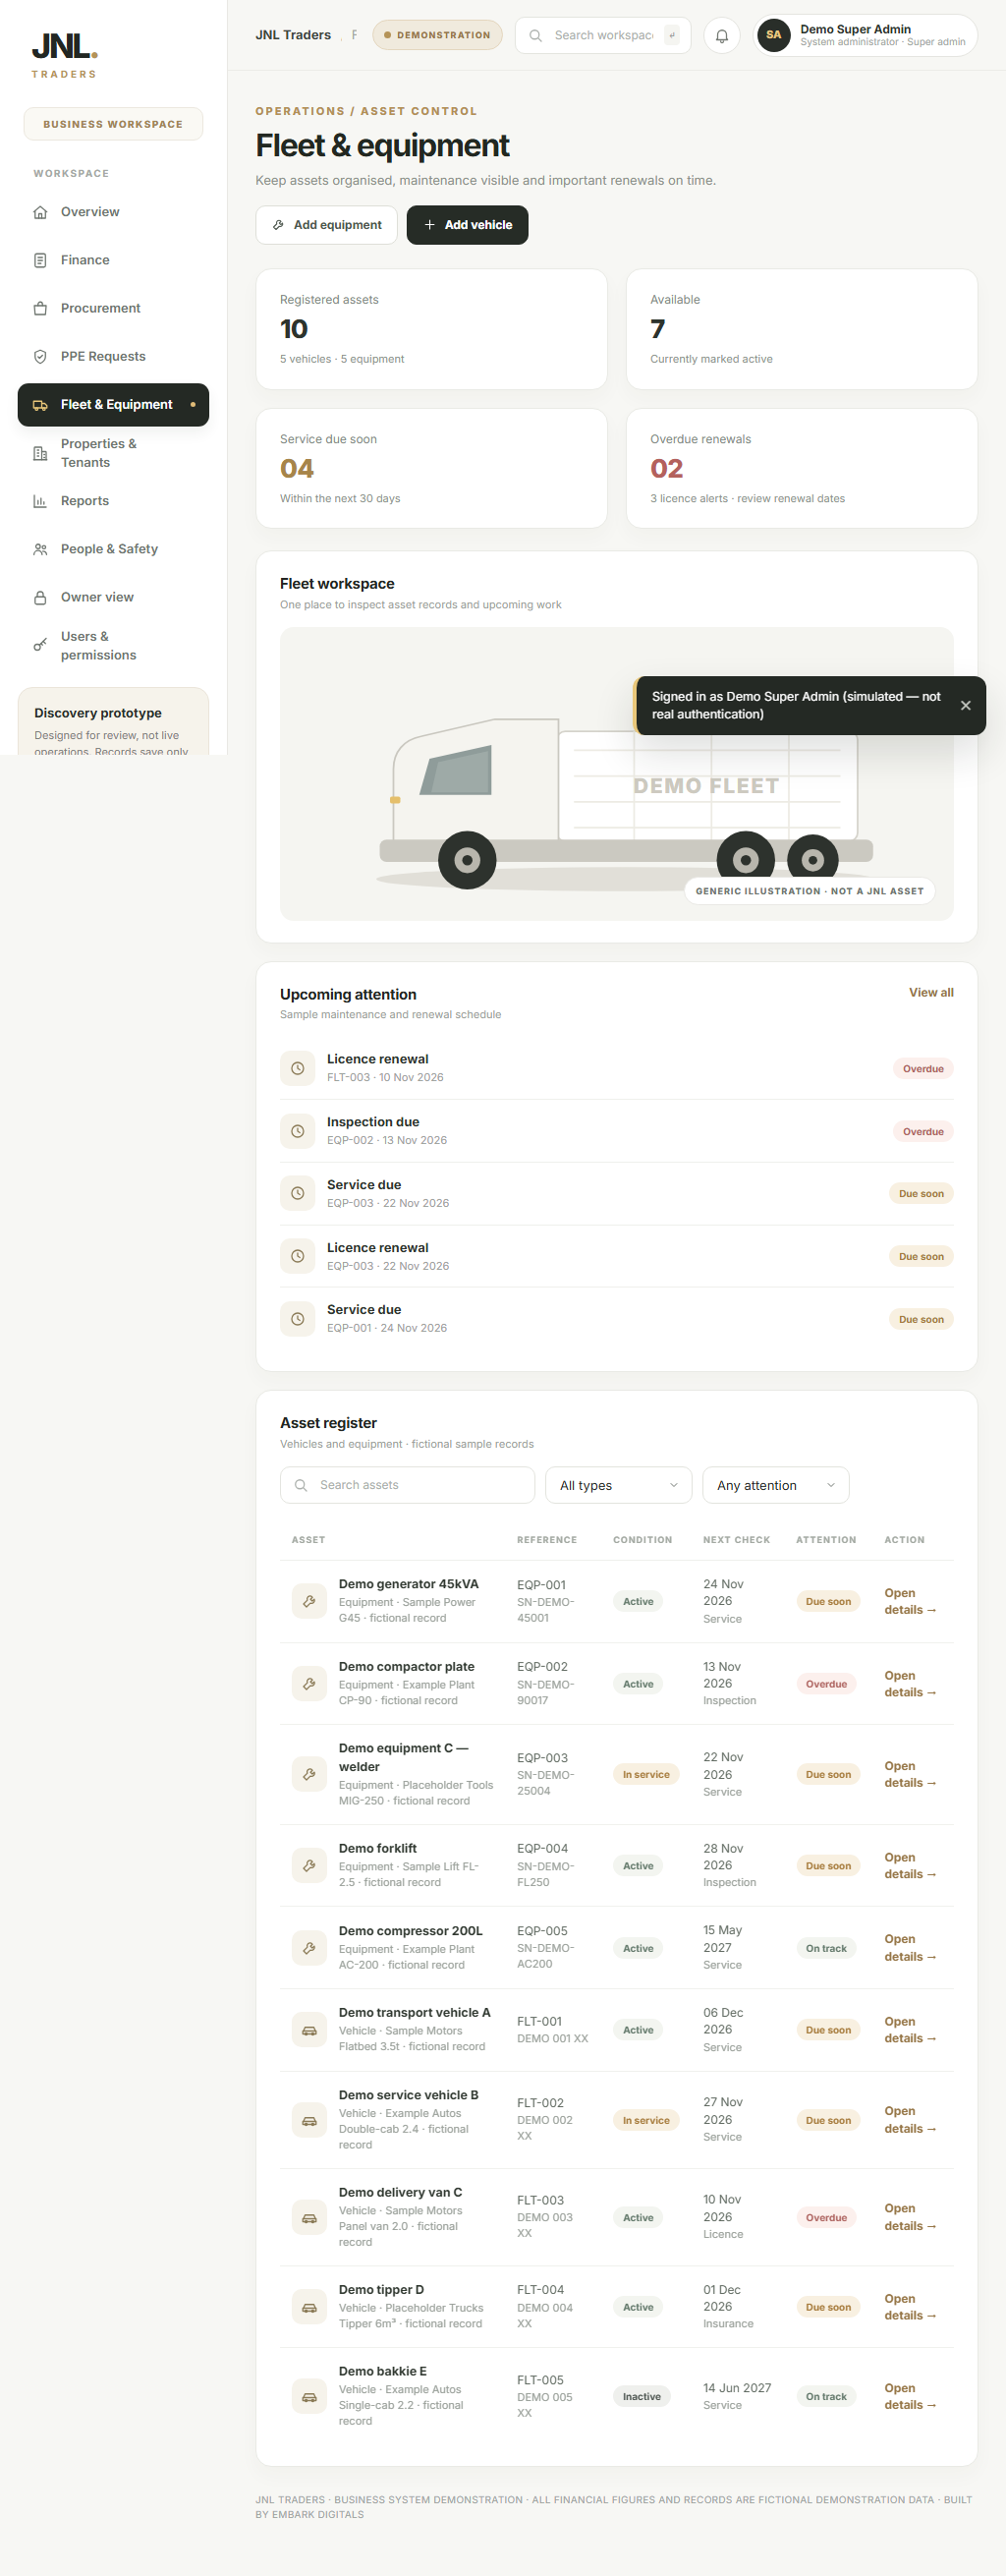 JNL.
TRADERS
BUSINESS WORKSPACE
WORKSPACE
Overview
Finance
Procurement
PPE Requests
Fleet & Equipment
Properties &
Tenants
Reports
People & Safety
Owner view
Users &
permissions
Discovery prototype
Designed for review, not live
operations. Records save only
JNL Traders
DEMONSTRATION
Search workspace
SA
Demo Super Admin
System administrator · Super admin
OPERATIONS / ASSET CONTROL
Fleet & equipment
Keep assets organised, maintenance visible and important renewals on time.
Add equipment
Add vehicle
Registered assets
10
5 vehicles · 5 equipment
Available
7
Currently marked active
Service due soon
04
Within the next 30 days
Overdue renewals
02
3 licence alerts · review renewal dates
Fleet workspace
One place to inspect asset records and upcoming work
Signed in as Demo Super Admin (simulated — not
real authentication)
DEMO FLEET
GENERIC ILLUSTRATION · NOT A JNL ASSET
Upcoming attention
View all
Sample maintenance and renewal schedule
Licence renewal
FLT-003 · 10 Nov 2026
Overdue
Inspection due
EQP-002 · 13 Nov 2026
Overdue
Service due
EQP-003 · 22 Nov 2026
Due soon
Licence renewal
EQP-003 · 22 Nov 2026
Due soon
Service due
EQP-001 · 24 Nov 2026
Due soon
Asset register
Vehicles and equipment · fictional sample records
Search assets
All types
Any attention
ASSET REFERENCE CONDITION NEXT CHECK ATTENTION ACTION
Demo generator 45kVA
Equipment · Sample Power
G45 · fictional record
EQP-001
SN-DEMO-
45001
Active
24 Nov
2026
Service
Due soon
Open
details →
Demo compactor plate
Equipment · Example Plant
CP-90 · fictional record
EQP-002
SN-DEMO-
90017
Active
13 Nov
2026
Inspection
Overdue
Open
details →
Demo equipment C —
welder
Equipment · Placeholder Tools
MIG-250 · fictional record
EQP-003
SN-DEMO-
25004
In service
22 Nov
2026
Service
Due soon
Open
details →
Demo forklift
Equipment · Sample Lift FL-
2.5 · fictional record
EQP-004
SN-DEMO-
FL250
Active
28 Nov
2026
Inspection
Due soon
Open
details →
Demo compressor 200L
Equipment · Example Plant
AC-200 · fictional record
EQP-005
SN-DEMO-
AC200
Active
15 May
2027
Service
On track
Open
details →
Demo transport vehicle A
Vehicle · Sample Motors
Flatbed 3.5t · fictional record
FLT-001
DEMO 001 XX
Active
06 Dec
2026
Service
Due soon
Open
details →
Demo service vehicle B
Vehicle · Example Autos
Double-cab 2.4 · fictional
record
FLT-002
DEMO 002
XX
In service
27 Nov
2026
Service
Due soon
Open
details →
Demo delivery van C
Vehicle · Sample Motors
Panel van 2.0 · fictional
record
FLT-003
DEMO 003
XX
Active
10 Nov
2026
Licence
Overdue
Open
details →
Demo tipper D
Vehicle · Placeholder Trucks
Tipper 6m³ · fictional record
FLT-004
DEMO 004
XX
Active
01 Dec
2026
Insurance
Due soon
Open
details →
Demo bakkie E
Vehicle · Example Autos
Single-cab 2.2 · fictional
record
FLT-005
DEMO 005
XX
Inactive
14 Jun 2027
Service
On track
Open
details →
JNL TRADERS · BUSINESS SYSTEM DEMONSTRATION · ALL FINANCIAL FIGURES AND RECORDS ARE FICTIONAL DEMONSTRATION DATA · BUILT
BY EMBARK DIGITALS